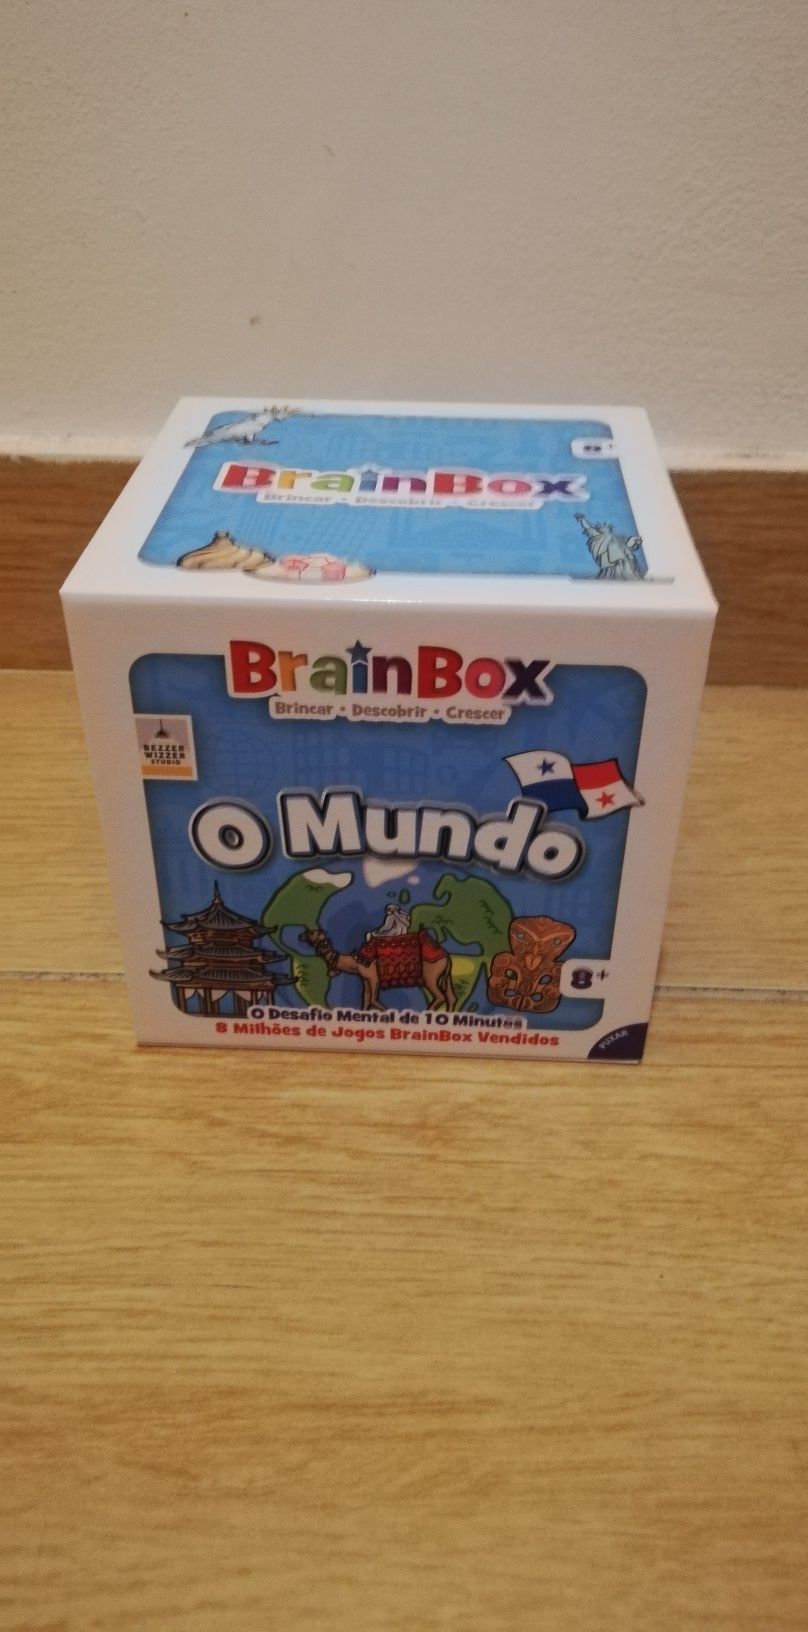 8+
BrainBox
Brincar • Descobrir • Crescer
BrainBox
Brincar • Descobrir • Crescer
BEZZER
WIZZER
STUDIO
O Mundo
8+
O Desafio Mental de 10 Minutos
8 Milhões de Jogos BrainBox Vendidos
PUXAR